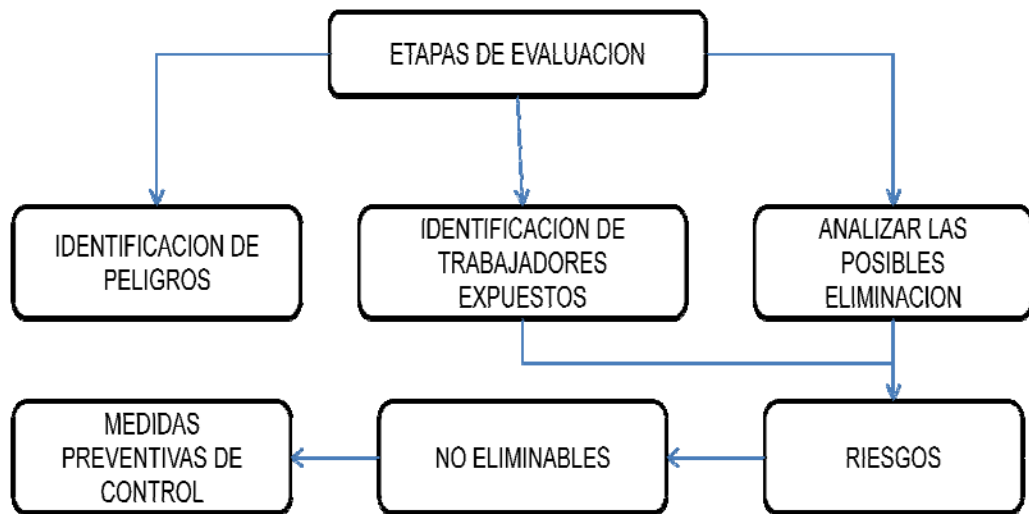 ETAPAS DE EVALUACION
IDENTIFICACION DE
PELIGROS
IDENTIFICACION DE
TRABAJADORES
EXPUESTOS
ANALIZAR LAS
POSIBLES
ELIMINACION
MEDIDAS
PREVENTIVAS DE
CONTROL
NO ELIMINABLES
RIESGOS